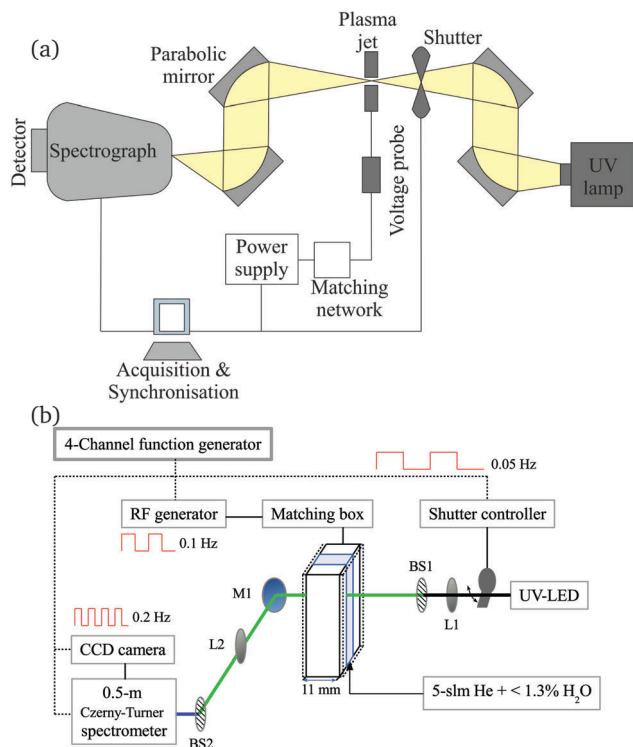 (a)
Plasma
jet
Shutter
Parabolic
mirror
Detector
Spectrograph
UV
lamp
Voltage probe
Power
supply
Matching
network
Acquisition &
Synchronisation
(b)
4-Channel function generator
0.05 Hz
RF generator
Matching box
Shutter controller
0.1 Hz
BS1
M1
UV-LED
L1
0.2 Hz
L2
CCD camera
11 mm
0.5-m
Czerny-Turner
spectrometer
5-slm He + < 1.3% H₂O
BS2